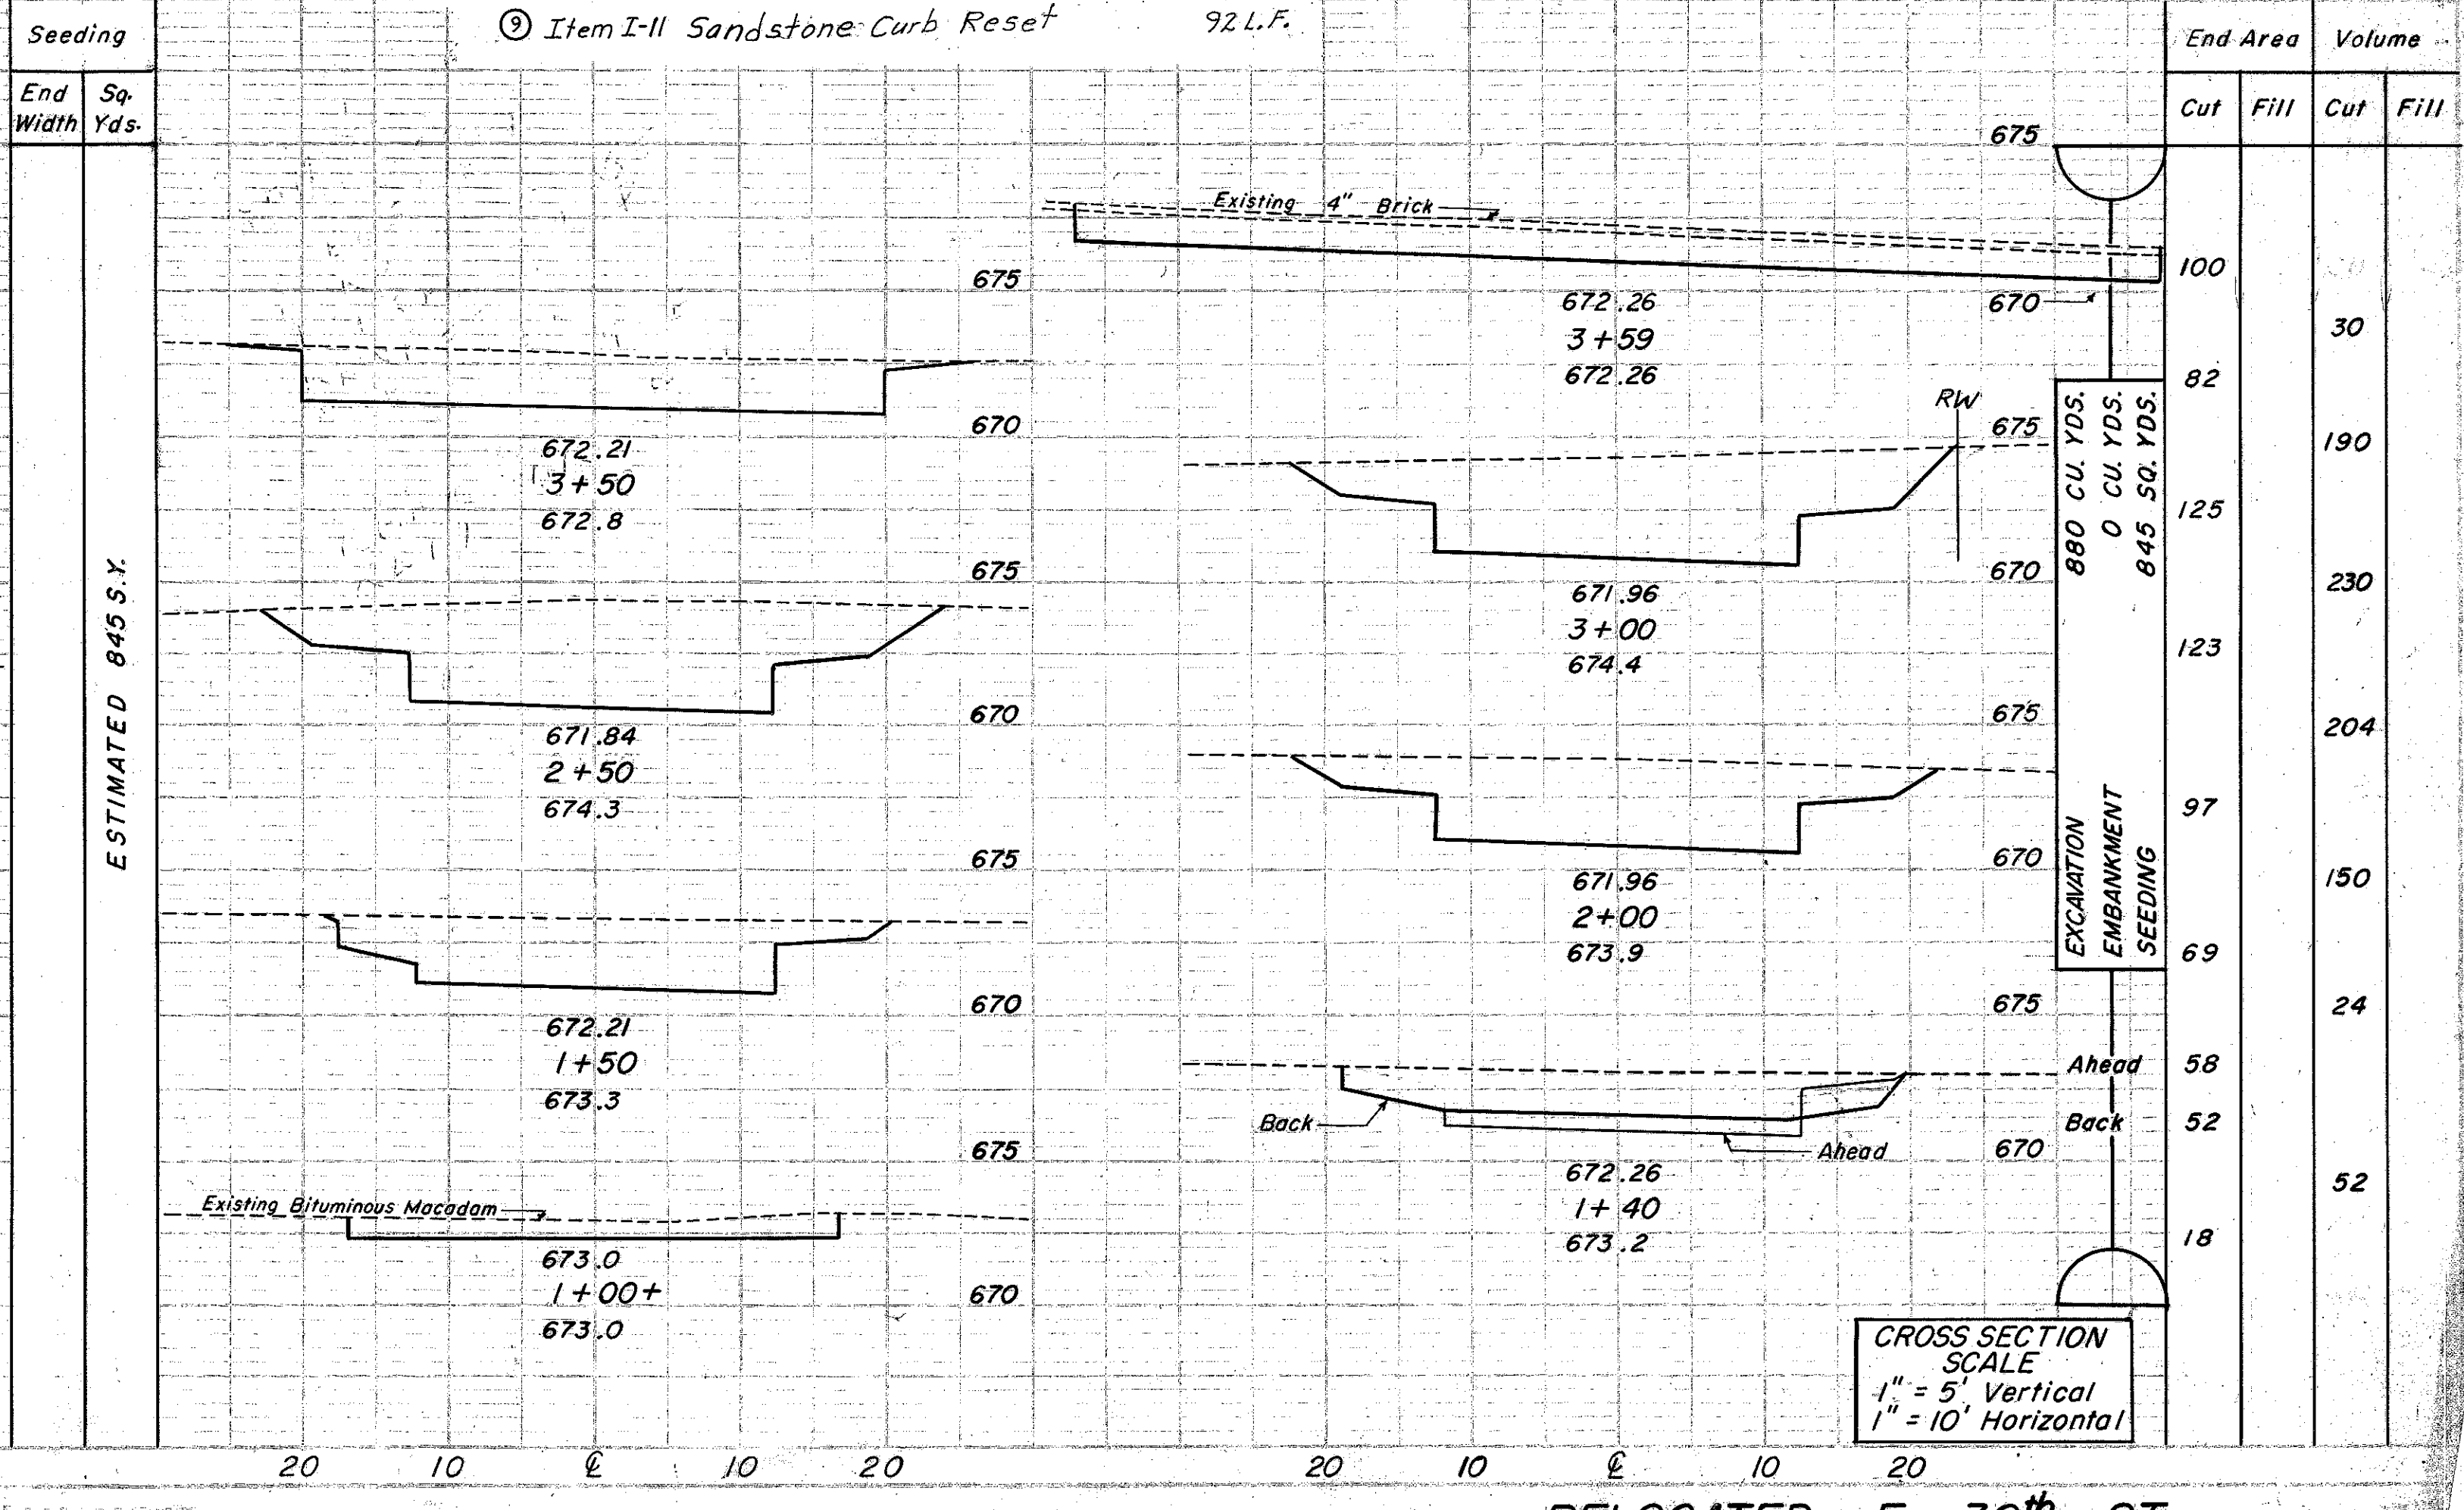 ⑨ Item I-11 Sandstone Curb Reset 92 L.F.
Seeding
End Width
Sq. Yds.
ESTIMATED 845 S.Y.
End Area
Volume
Cut Fill Cut Fill
675
670
672.21
3+50
672.8
675
670
671.84
2+50
674.3
675
670
672.21
1+50
673.3
675
Existing Bituminous Macadam
673.0
1+00+
670
673.0
20 10 ℄ 10 20
675
Existing 4" Brick
672.26
670
3+59
672.26
RW
675
670
671.96
3+00
674.4
675
670
671.96
2+00
673.9
675
Back
Ahead
670
672.26
1+40
673.2
Ahead
Back
EXCAVATION 880 CU. YDS.
EMBANKMENT 0 CU. YDS.
SEEDING 845 SQ. YDS.
100
30
82
190
125
230
123
204
97
150
69
24
58
52
52
18
CROSS SECTION
SCALE
1" = 5' Vertical
1" = 10' Horizontal
20 10 ℄ 10 20